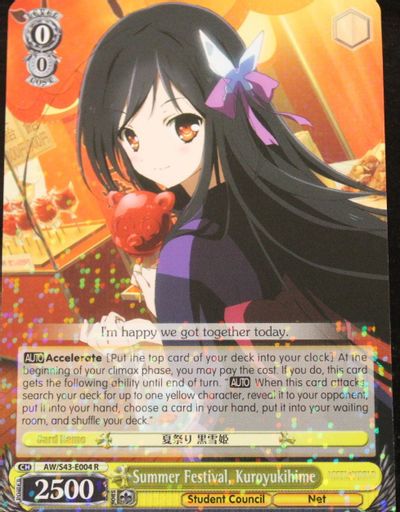 LEVEL
0
0
COST
I'm happy we got together today.
AUTO Accelerate [Put the top card of your deck into your clock] At the
beginning of your climax phase, you may pay the cost. If you do, this card
gets the following ability until end of turn. "AUTO When this card attacks,
search your deck for up to one yellow character, reveal it to your opponent,
put it into your hand, choose a card in your hand, put it into your waiting
room, and shuffle your deck."
Card Name
夏祭り 黒雪姫
CH AW/S43-E004 R
Summer Festival, Kuroyukihime
POWER
2500
SOUL
Student Council
Net